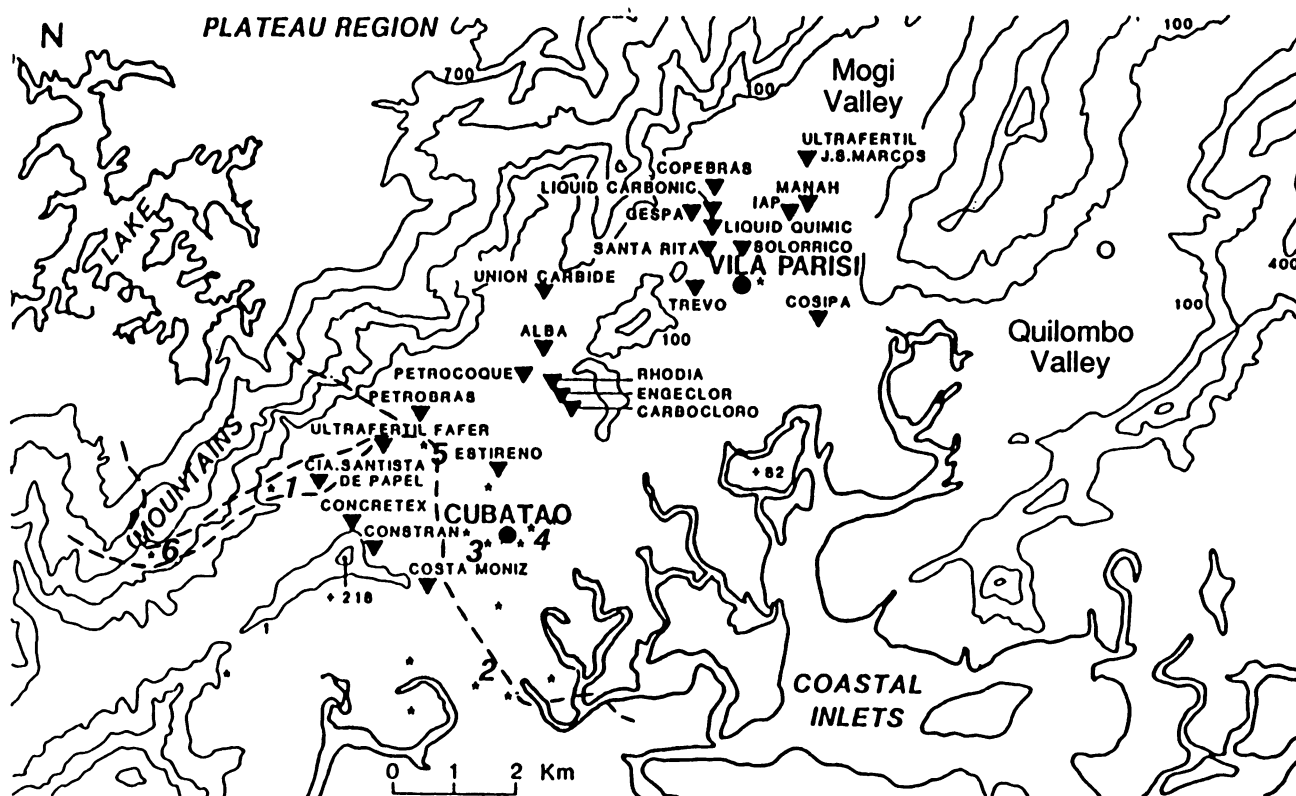 N
PLATEAU REGION
100
700
00
Mogi
Valley
ULTRAFERTIL
J.S.MARCOS
COPEBRAS
LIQUID CARBONIC
MANAH
IAP
GESPA
LIQUID QUIMIC
SANTA RITA
SOLORRICO
VILA PARISI
*
LAKE
UNION CARBIDE
TREVO
COSIPA
400
100
ALBA
100
Quilombo
Valley
PETROCOQUE
RHODIA
ENGECLOR
CARBOCLORO
PETROBRAS
ULTRAFERTIL FAFER
* 5
ESTIRENO
MOUNTAINS
CIA. SANTISTA
DE PAPEL
* 1
+82
*
CONCRETEX
CUBATAO
CONSTRAN
*
3 *
* * 4
* 6
COSTA MONIZ
+218
*
*
*
2
*
*
*
*
COASTAL
INLETS
0 1 2 Km